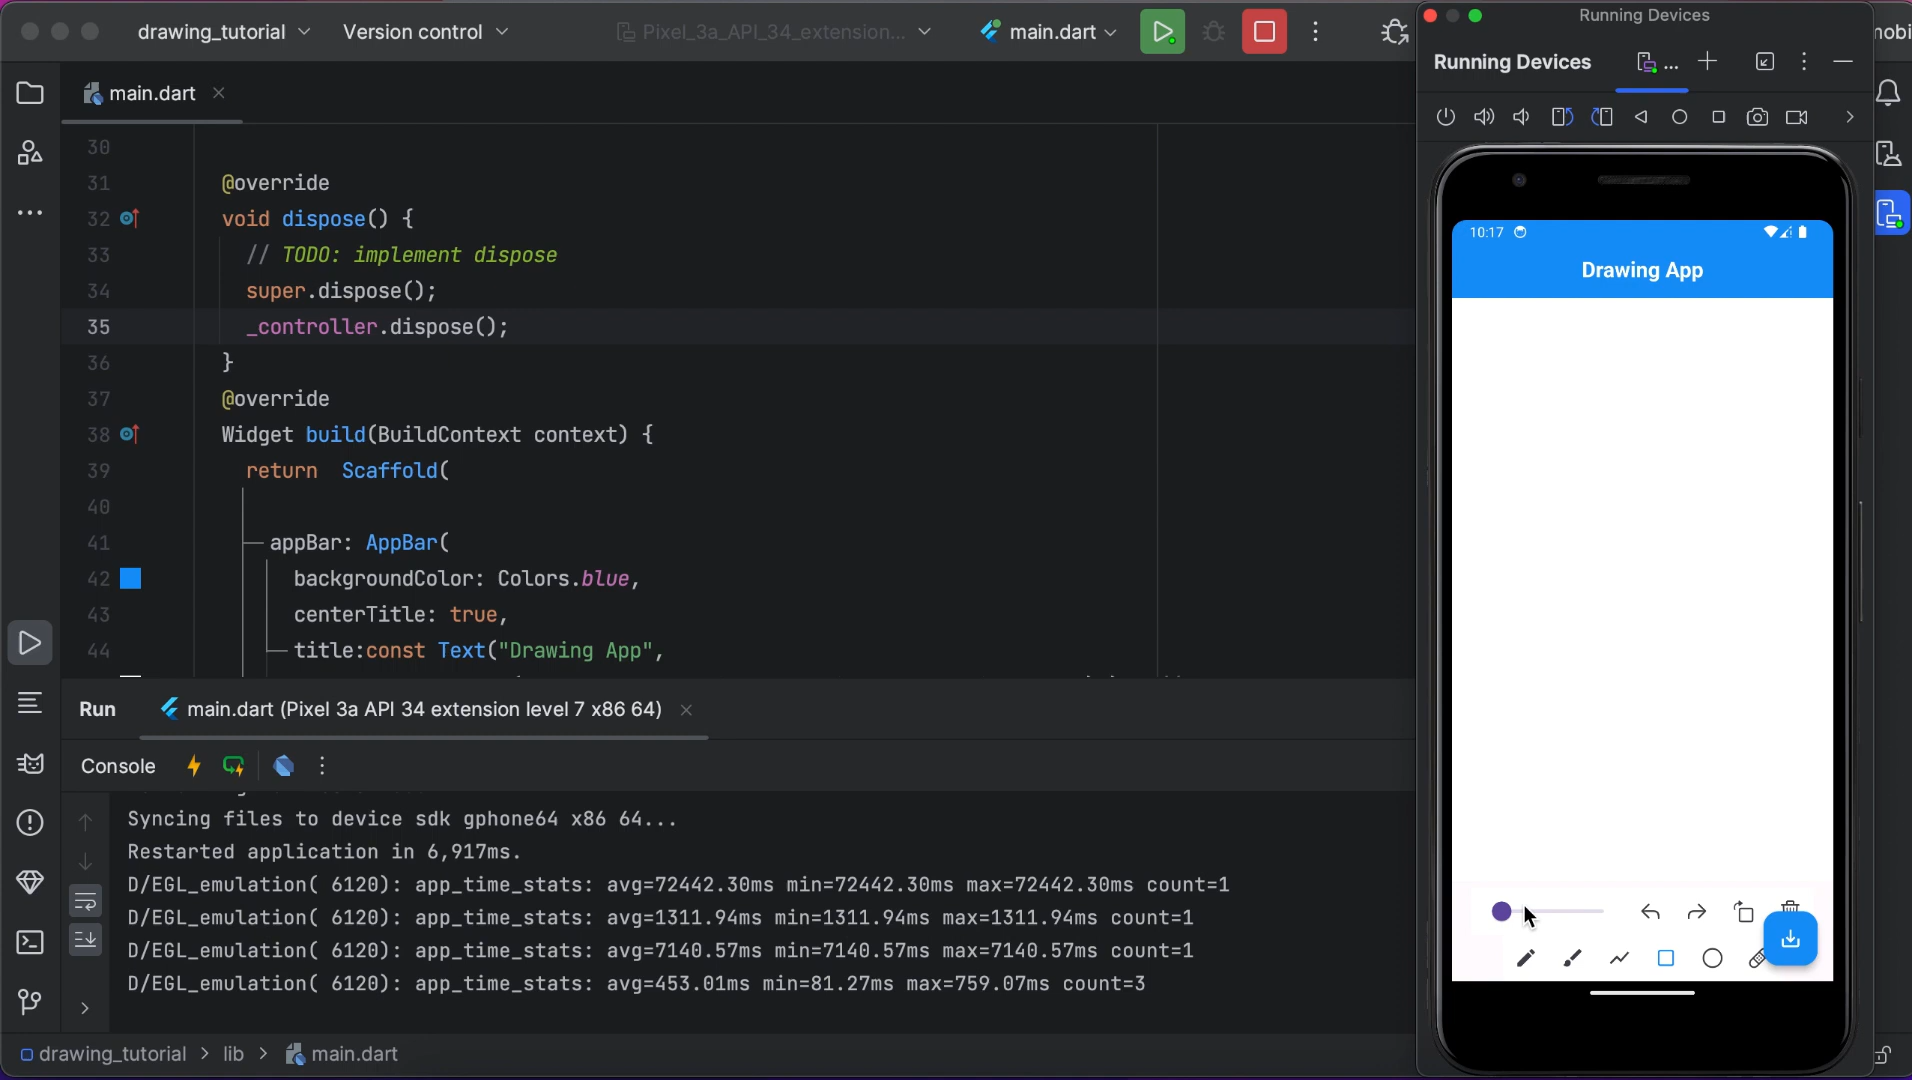 drawing_tutorial
Version control
Pixel_3a_API_34_extension...
main.dart
Running Devices
Running Devices
...
main.dart
30
31 @override
32 void dispose() {
33 // TODO: implement dispose
34 super.dispose();
35 _controller.dispose();
36 }
37 @override
38 Widget build(BuildContext context) {
39 return Scaffold(
40
41 appBar: AppBar(
42 backgroundColor: Colors.blue,
43 centerTitle: true,
44 title:const Text("Drawing App",
10:17
Drawing App
Run
main.dart (Pixel 3a API 34 extension level 7 x86 64)
Console
Syncing files to device sdk gphone64 x86 64...
Restarted application in 6,917ms.
D/EGL_emulation( 6120): app_time_stats: avg=72442.30ms min=72442.30ms max=72442.30ms count=1
D/EGL_emulation( 6120): app_time_stats: avg=1311.94ms min=1311.94ms max=1311.94ms count=1
D/EGL_emulation( 6120): app_time_stats: avg=7140.57ms min=7140.57ms max=7140.57ms count=1
D/EGL_emulation( 6120): app_time_stats: avg=453.01ms min=81.27ms max=759.07ms count=3
drawing_tutorial > lib > main.dart